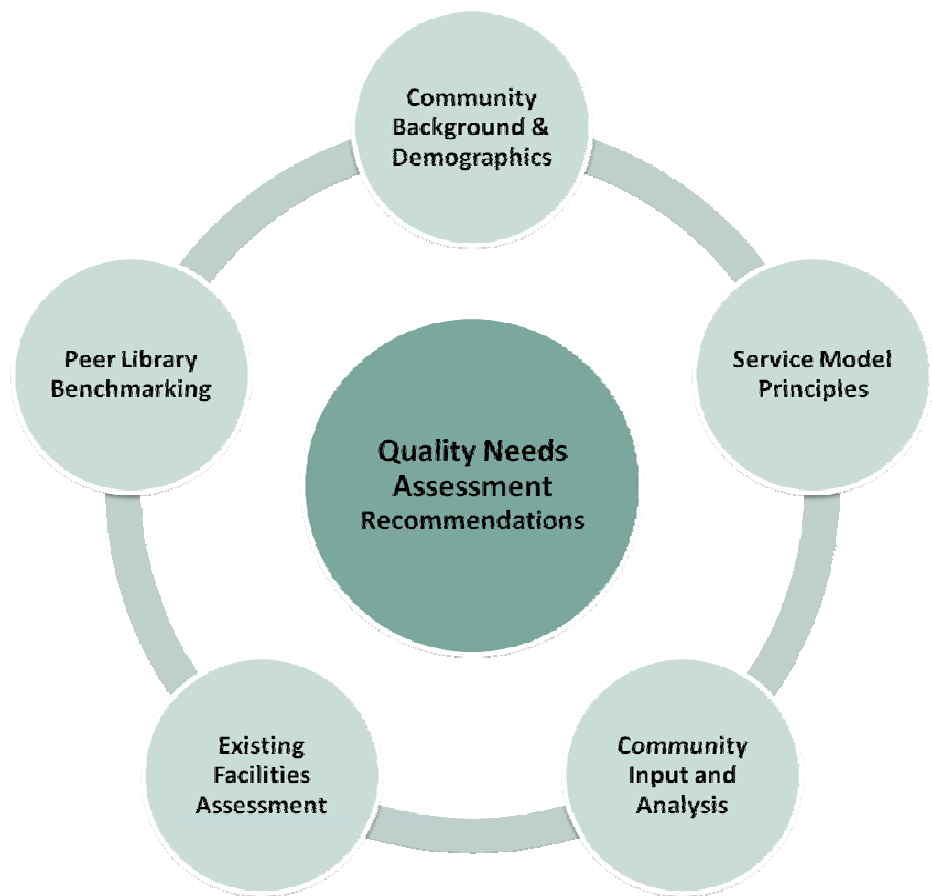 Community
Background &
Demographics
Peer Library
Benchmarking
Service Model
Principles
Quality Needs
Assessment
Recommendations
Existing
Facilities
Assessment
Community
Input and
Analysis